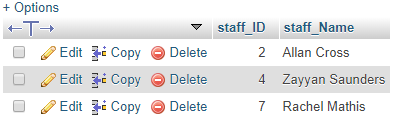 + Options
staff_ID staff_Name
Edit Copy Delete 2 Allan Cross
Edit Copy Delete 4 Zayyan Saunders
Edit Copy Delete 7 Rachel Mathis